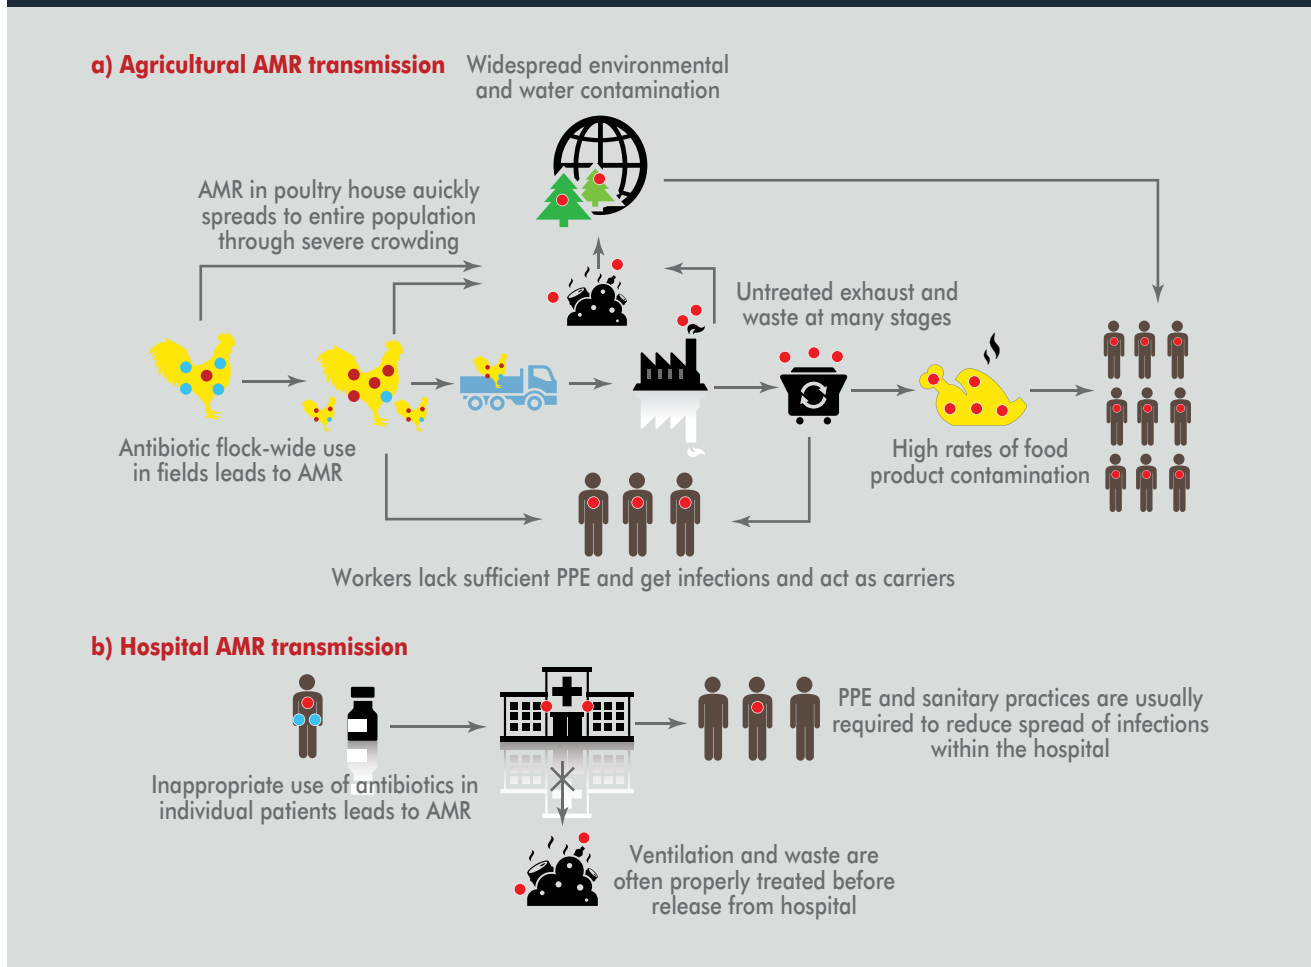 a) Agricultural AMR transmission
Widespread environmental
and water contamination
AMR in poultry house auickly
spreads to entire population
through severe crowding
Untreated exhaust and
waste at many stages
Antibiotic flock-wide use
in fields leads to AMR
High rates of food
product contamination
Workers lack sufficient PPE and get infections and act as carriers
b) Hospital AMR transmission
PPE and sanitary practices are usually
required to reduce spread of infections
within the hospital
Inappropriate use of antibiotics in
individual patients leads to AMR
Ventilation and waste are
often properly treated before
release from hospital